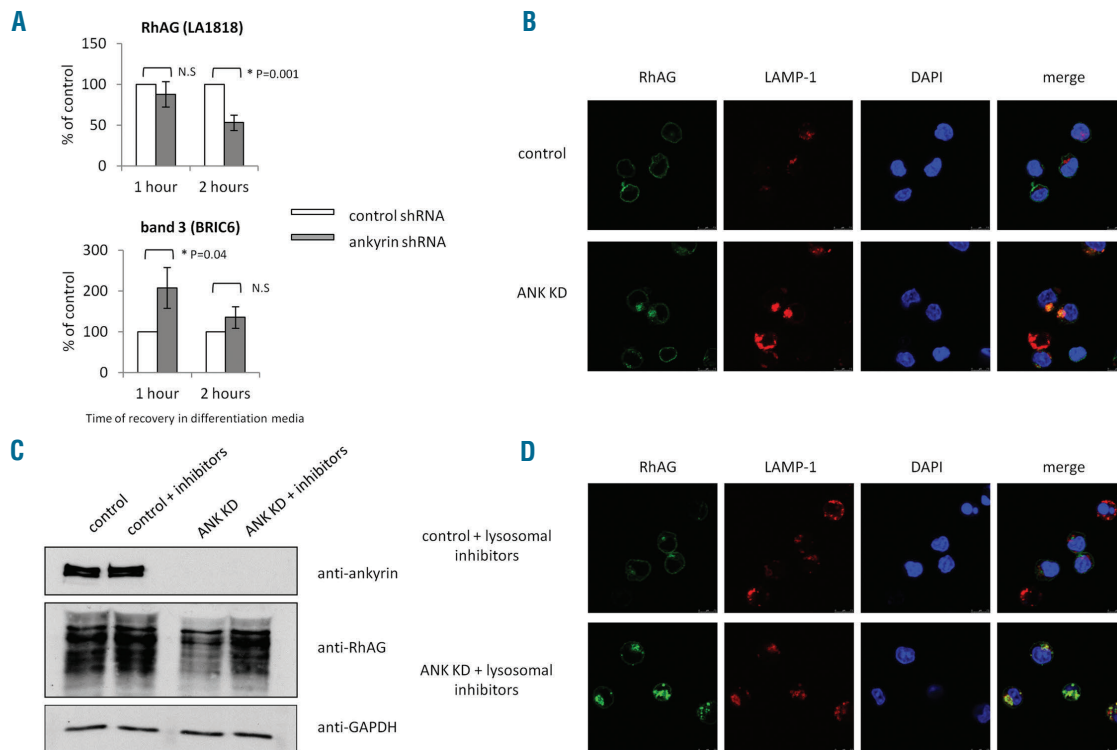 A
RhAG (LA1818)
% of control
150
100
50
0
N.S
* P=0.001
1 hour
2 hours
band 3 (BRIC6)
% of control
300
200
100
0
* P=0.04
N.S
1 hour
2 hours
Time of recovery in differentiation media
control shRNA
ankyrin shRNA
B
RhAG
LAMP-1
DAPI
merge
control
ANK KD
C
control
control + inhibitors
ANK KD
ANK KD + inhibitors
anti-ankyrin
anti-RhAG
anti-GAPDH
D
RhAG
LAMP-1
DAPI
merge
control + lysosomal
inhibitors
ANK KD + lysosomal
inhibitors